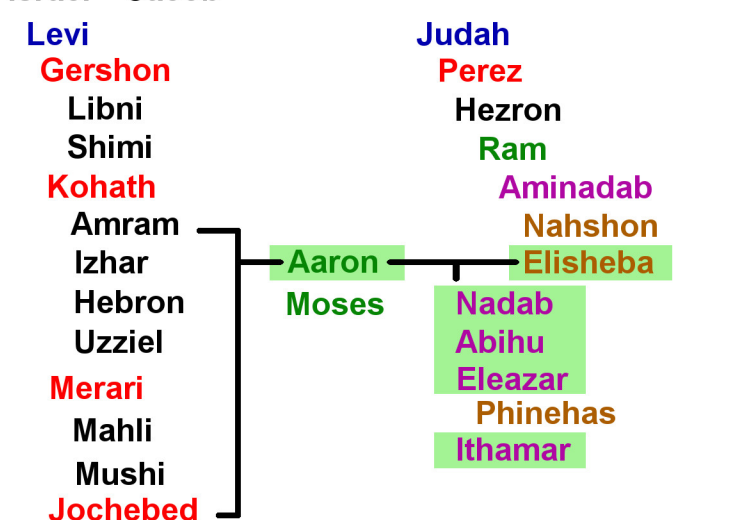 Levi
Gershon
Libni
Shimi
Kohath
Amram
Izhar
Hebron
Uzziel
Merari
Mahli
Mushi
Jochebed
Aaron
Moses
Judah
Perez
Hezron
Ram
Aminadab
Nahshon
Elisheba
Nadab
Abihu
Eleazar
Phinehas
Ithamar